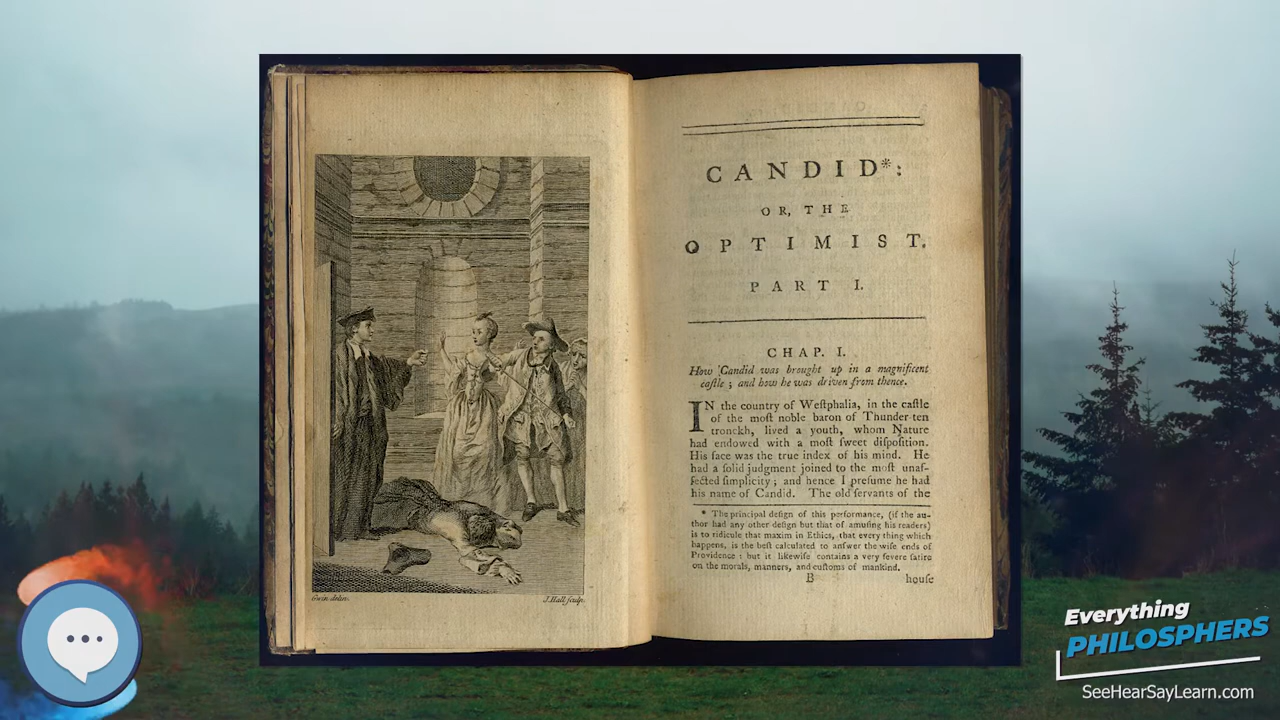 CANDID*:
OR, THE
OPTIMIST.
PART I.
CHAP. I.
How Candid was brought up in a magnificent
caſtle ; and how he was driven from thence.
IN the country of Weſtphalia, in the caſtle
of the moſt noble baron of Thunder-ten
tronckh, lived a youth, whom Nature
had endowed with a moſt ſweet diſpoſition.
His face was the true index of his mind. He
had a ſolid judgment joined to the moſt unaf-
fected ſimplicity ; and hence I preſume he had
his name of Candid. The old ſervants of the
* The principal deſign of this performance, (if the au-
thor had any other deſign but that of amuſing his readers)
is to ridicule that maxim in Ethics, that every thing which
happens, is the beſt calculated to anſwer the wiſe ends of
Providence : but it likewiſe contains a very ſevere ſatire
on the morals, manners, and cuſtoms of mankind.
B houſe
delin.
J. Hall ſculp.
Everything
PHILOSPHERS
SeeHearSayLearn.com